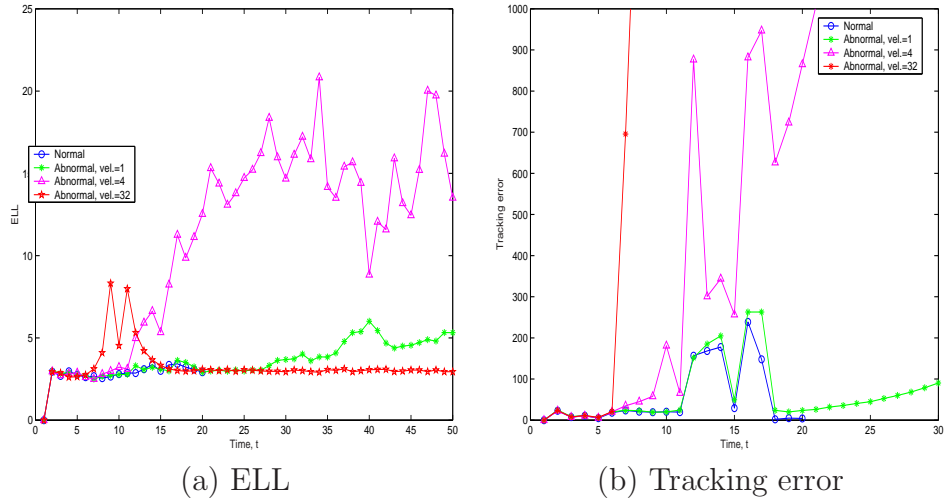 25
20
15
10
5
0
ELL
0 5 10 15 20 25 30 35 40 45 50
Time, t
Normal
Abnormal, vel.=1
Abnormal, vel.=4
Abnormal, vel.=32
(a) ELL
1000
900
800
700
600
500
400
300
200
100
0
Tracking error
0 5 10 15 20 25 30
Time, t
Normal
Abnormal, vel.=1
Abnormal, vel.=4
Abnormal, vel.=32
(b) Tracking error